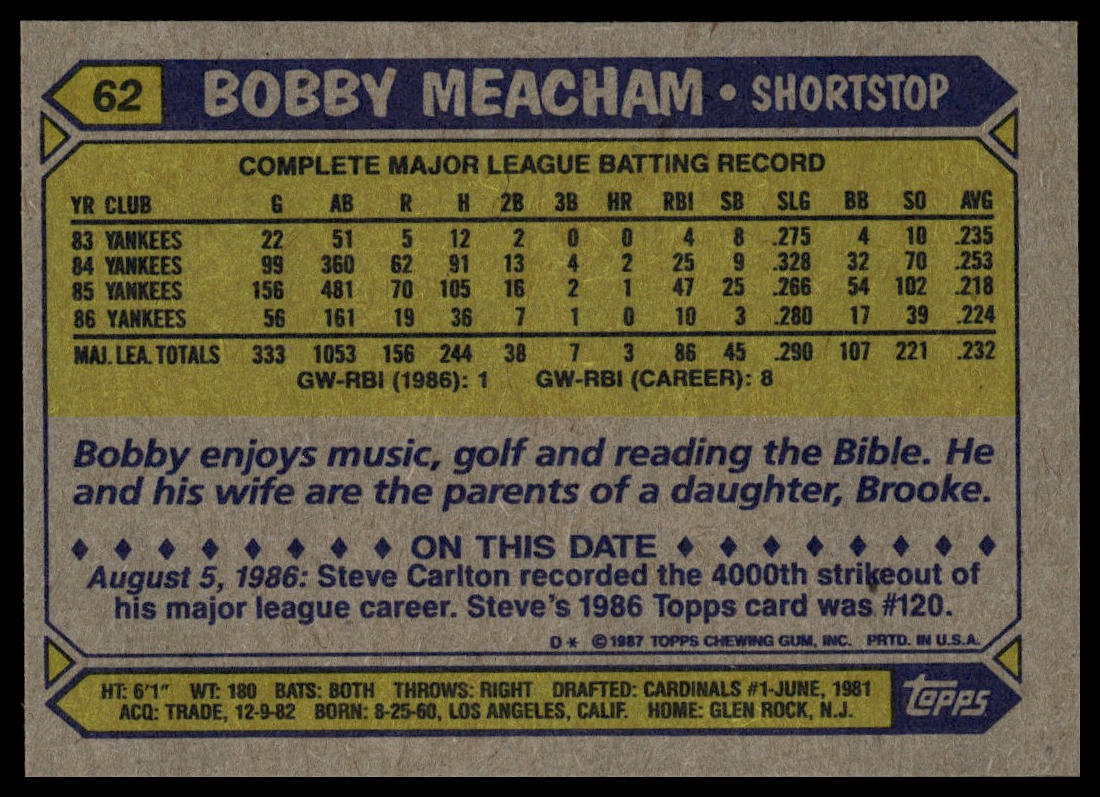 62 BOBBY MEACHAM • SHORTSTOP
COMPLETE MAJOR LEAGUE BATTING RECORD
YR CLUB G AB R H 2B 3B HR RBI SB SLG BB SO AVG
83 YANKEES 22 51 5 12 2 0 0 4 8 .275 4 10 .235
84 YANKEES 99 360 62 91 13 4 2 25 9 .328 32 70 .253
85 YANKEES 156 481 70 105 16 2 1 47 25 .266 54 102 .218
86 YANKEES 56 161 19 36 7 1 0 10 3 .280 17 39 .224
MAJ. LEA. TOTALS 333 1053 156 244 38 7 3 86 45 .290 107 221 .232
GW-RBI (1986): 1 GW-RBI (CAREER): 8
Bobby enjoys music, golf and reading the Bible. He
and his wife are the parents of a daughter, Brooke.
♦ ♦ ♦ ♦ ♦ ♦ ♦ ♦ ON THIS DATE ♦ ♦ ♦ ♦ ♦ ♦ ♦ ♦
August 5, 1986: Steve Carlton recorded the 4000th strikeout of
his major league career. Steve's 1986 Topps card was #120.
D* ©1987 TOPPS CHEWING GUM, INC. PRTD. IN U.S.A.
HT: 6'1" WT: 180 BATS: BOTH THROWS: RIGHT DRAFTED: CARDINALS #1-JUNE, 1981
ACQ: TRADE, 12-9-82 BORN: 8-25-60, LOS ANGELES, CALIF. HOME: GLEN ROCK, N.J.
topps